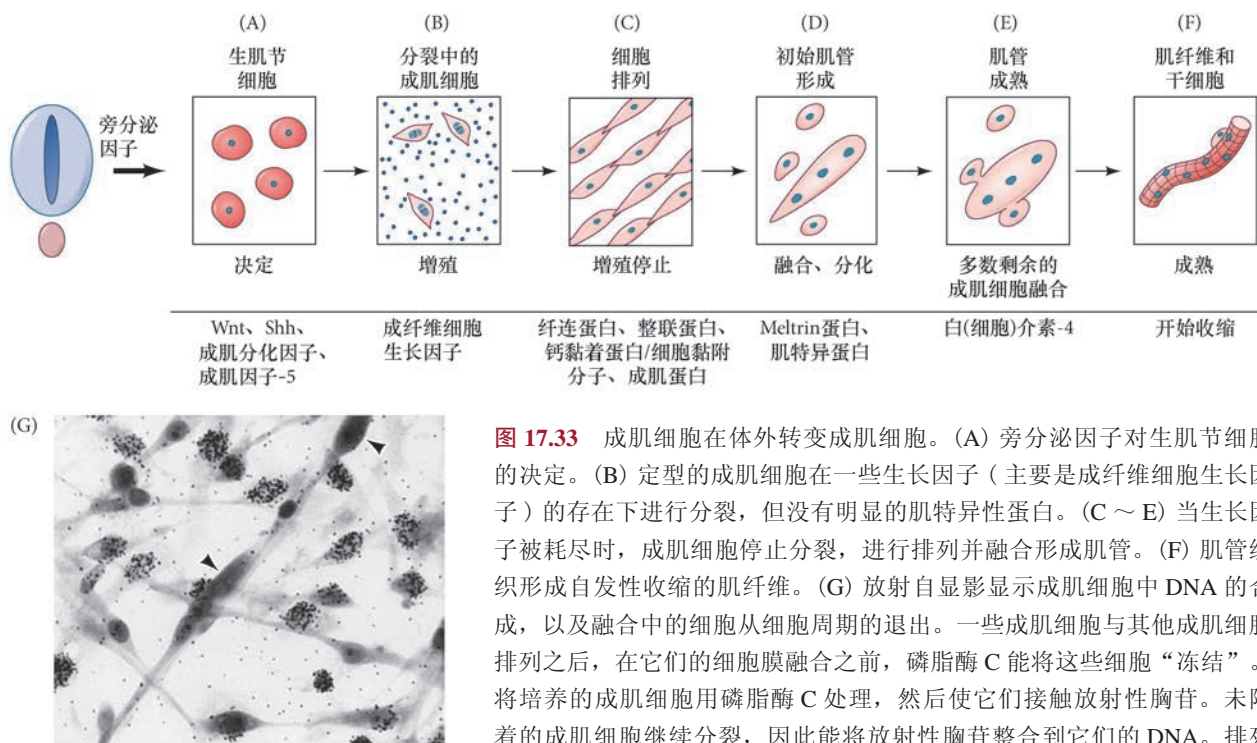 (A)
(B)
(C)
(D)
(E)
(F)
生肌节
细胞
分裂中的
成肌细胞
细胞
排列
初始肌管
形成
肌管
成熟
肌纤维和
干细胞
旁分泌
因子
决定
增殖
增殖停止
融合、分化
多数剩余的
成肌细胞融合
成熟
Wnt、Shh、
成肌分化因子、
成肌因子-5
成纤维细胞
生长因子
纤连蛋白、整联蛋白、
钙黏着蛋白/细胞黏附
分子、成肌蛋白
Meltrin蛋白、
肌特异蛋白
白(细胞)介素-4
开始收缩
(G)
图 17.33 成肌细胞在体外转变成肌细胞。(A) 旁分泌因子对生肌节细胞
的决定。(B) 定型的成肌细胞在一些生长因子（主要是成纤维细胞生长因
子）的存在下进行分裂，但没有明显的肌特异性蛋白。(C ～ E) 当生长因
子被耗尽时，成肌细胞停止分裂，进行排列并融合形成肌管。(F) 肌管组
织形成自发性收缩的肌纤维。(G) 放射自显影显示成肌细胞中 DNA 的合
成，以及融合中的细胞从细胞周期的退出。一些成肌细胞与其他成肌细胞
排列之后，在它们的细胞膜融合之前，磷脂酶 C 能将这些细胞“冻结”。
将培养的成肌细胞用磷脂酶 C 处理，然后使它们接触放射性胸苷。未附
着的成肌细胞继续分裂，因此能将放射性胸苷整合到它们的 DNA。排列